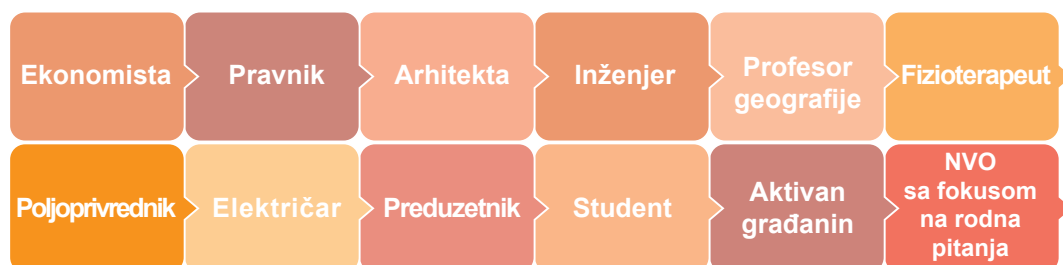 Ekonomista
Pravnik
Arhitekta
Inženjer
Profesor
geografije
Fizioterapeut
Poljoprivrednik
Električar
Preduzetnik
Student
Aktivan
građanin
NVO
sa fokusom
na rodna
pitanja